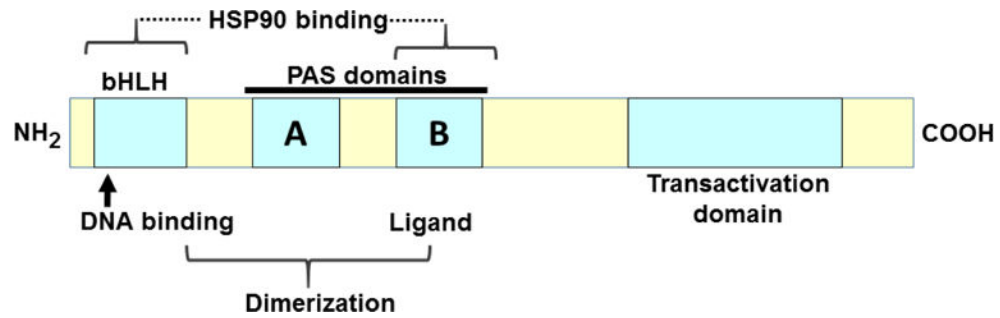 HSP90 binding
bHLH
PAS domains
NH2
A
B
COOH
Transactivation
domain
DNA binding
Ligand
Dimerization